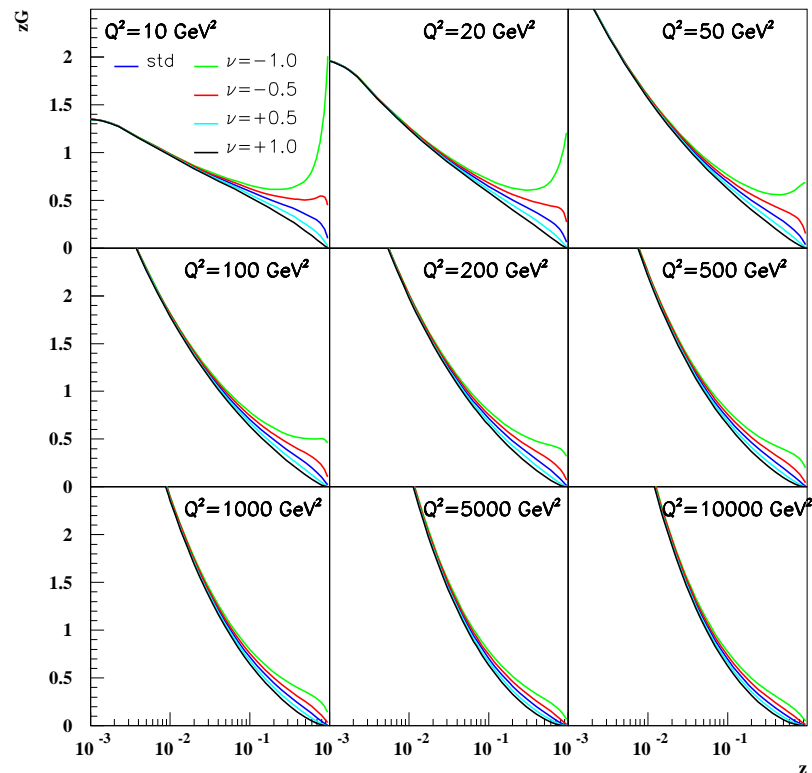 zG
Q²=10 GeV²
Q²=20 GeV²
Q²=50 GeV²
std
ν=−1.0
ν=−0.5
ν=+0.5
ν=+1.0
2
1.5
1
0.5
0
Q²=100 GeV²
Q²=200 GeV²
Q²=500 GeV²
2
1.5
1
0.5
0
Q²=1000 GeV²
Q²=5000 GeV²
Q²=10000 GeV²
2
1.5
1
0.5
0
10⁻³ 10⁻² 10⁻¹ 10⁻³ 10⁻² 10⁻¹ 10⁻³ 10⁻² 10⁻¹
z